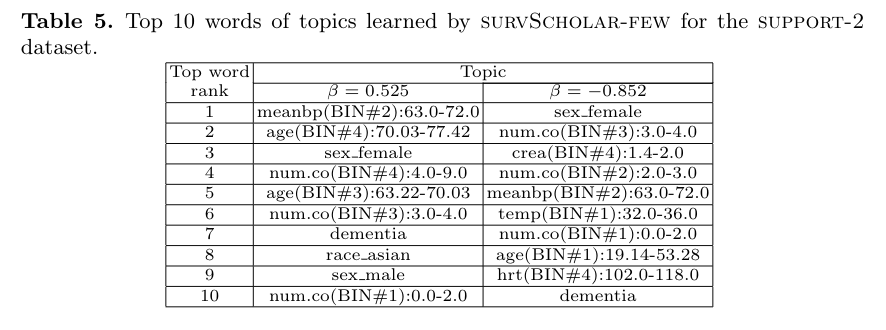 Table 5. Top 10 words of topics learned by SURVSCHOLAR-FEW for the SUPPORT-2
dataset.
Top word Topic
rank β = 0.525 β = −0.852
1 meanbp(BIN#2):63.0-72.0 sex_female
2 age(BIN#4):70.03-77.42 num.co(BIN#3):3.0-4.0
3 sex_female crea(BIN#4):1.4-2.0
4 num.co(BIN#4):4.0-9.0 num.co(BIN#2):2.0-3.0
5 age(BIN#3):63.22-70.03 meanbp(BIN#2):63.0-72.0
6 num.co(BIN#3):3.0-4.0 temp(BIN#1):32.0-36.0
7 dementia num.co(BIN#1):0.0-2.0
8 race_asian age(BIN#1):19.14-53.28
9 sex_male hrt(BIN#4):102.0-118.0
10 num.co(BIN#1):0.0-2.0 dementia